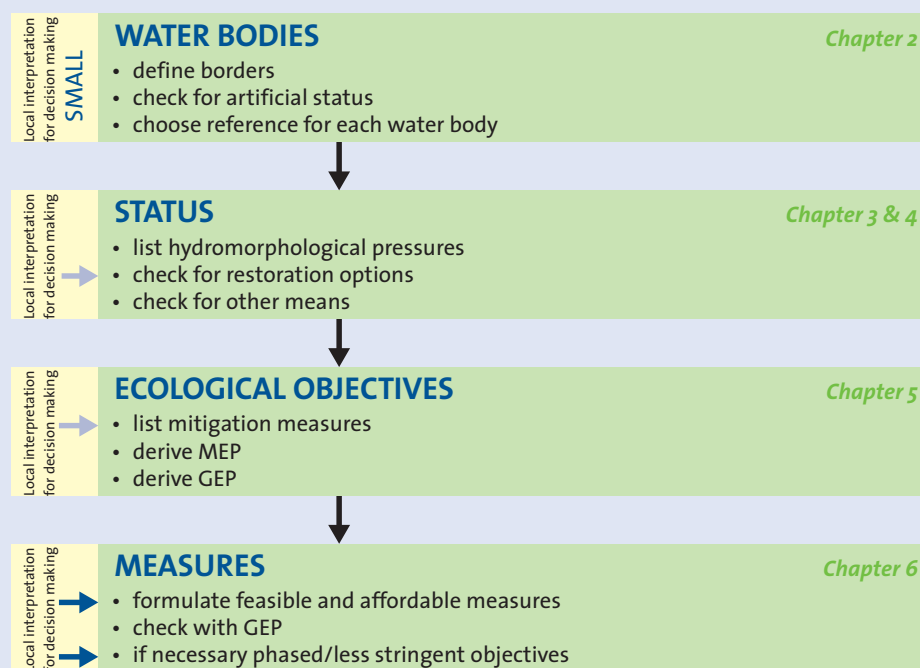 Local interpretation
for decision making
SMALL
WATER BODIES
Chapter 2
• define borders
• check for artificial status
• choose reference for each water body
Local interpretation
for decision making
STATUS
Chapter 3 & 4
• list hydromorphological pressures
• check for restoration options
• check for other means
Local interpretation
for decision making
ECOLOGICAL OBJECTIVES
Chapter 5
• list mitigation measures
• derive MEP
• derive GEP
Local interpretation
for decision making
MEASURES
Chapter 6
• formulate feasible and affordable measures
• check with GEP
• if necessary phased/less stringent objectives